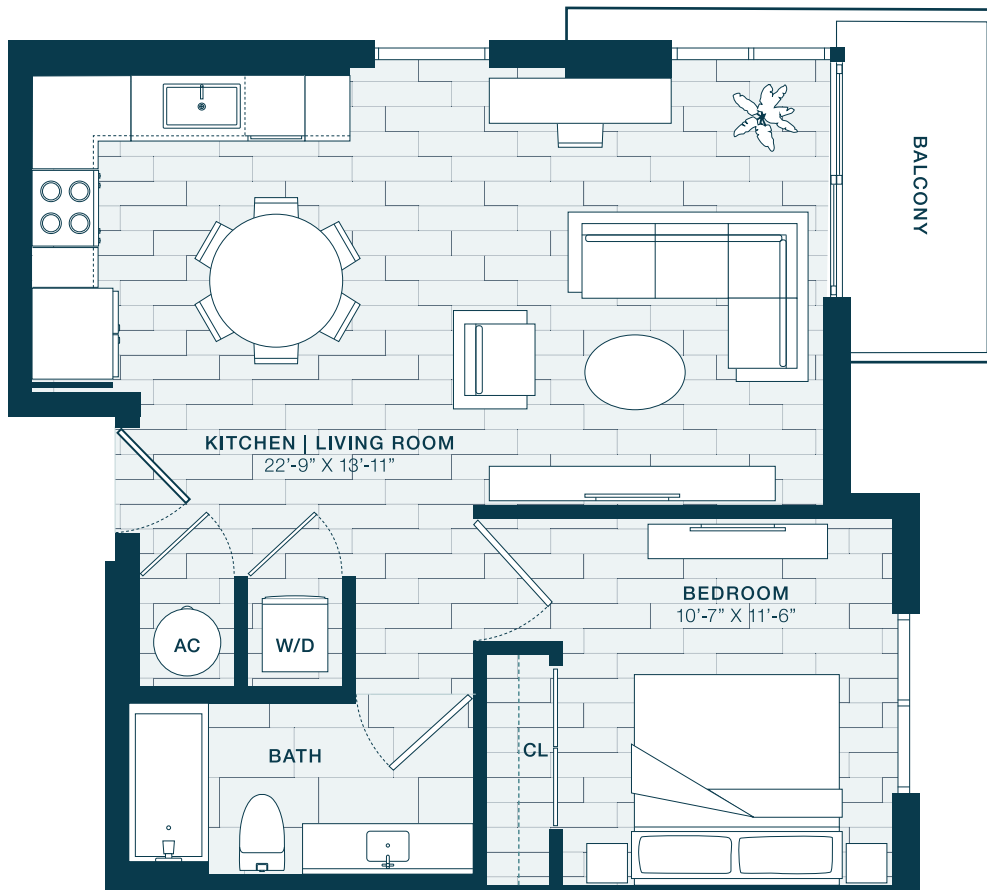 BALCONY
KITCHEN | LIVING ROOM
22'-9" X 13'-11"
BEDROOM
10'-7" X 11'-6"
AC
W/D
CL
BATH